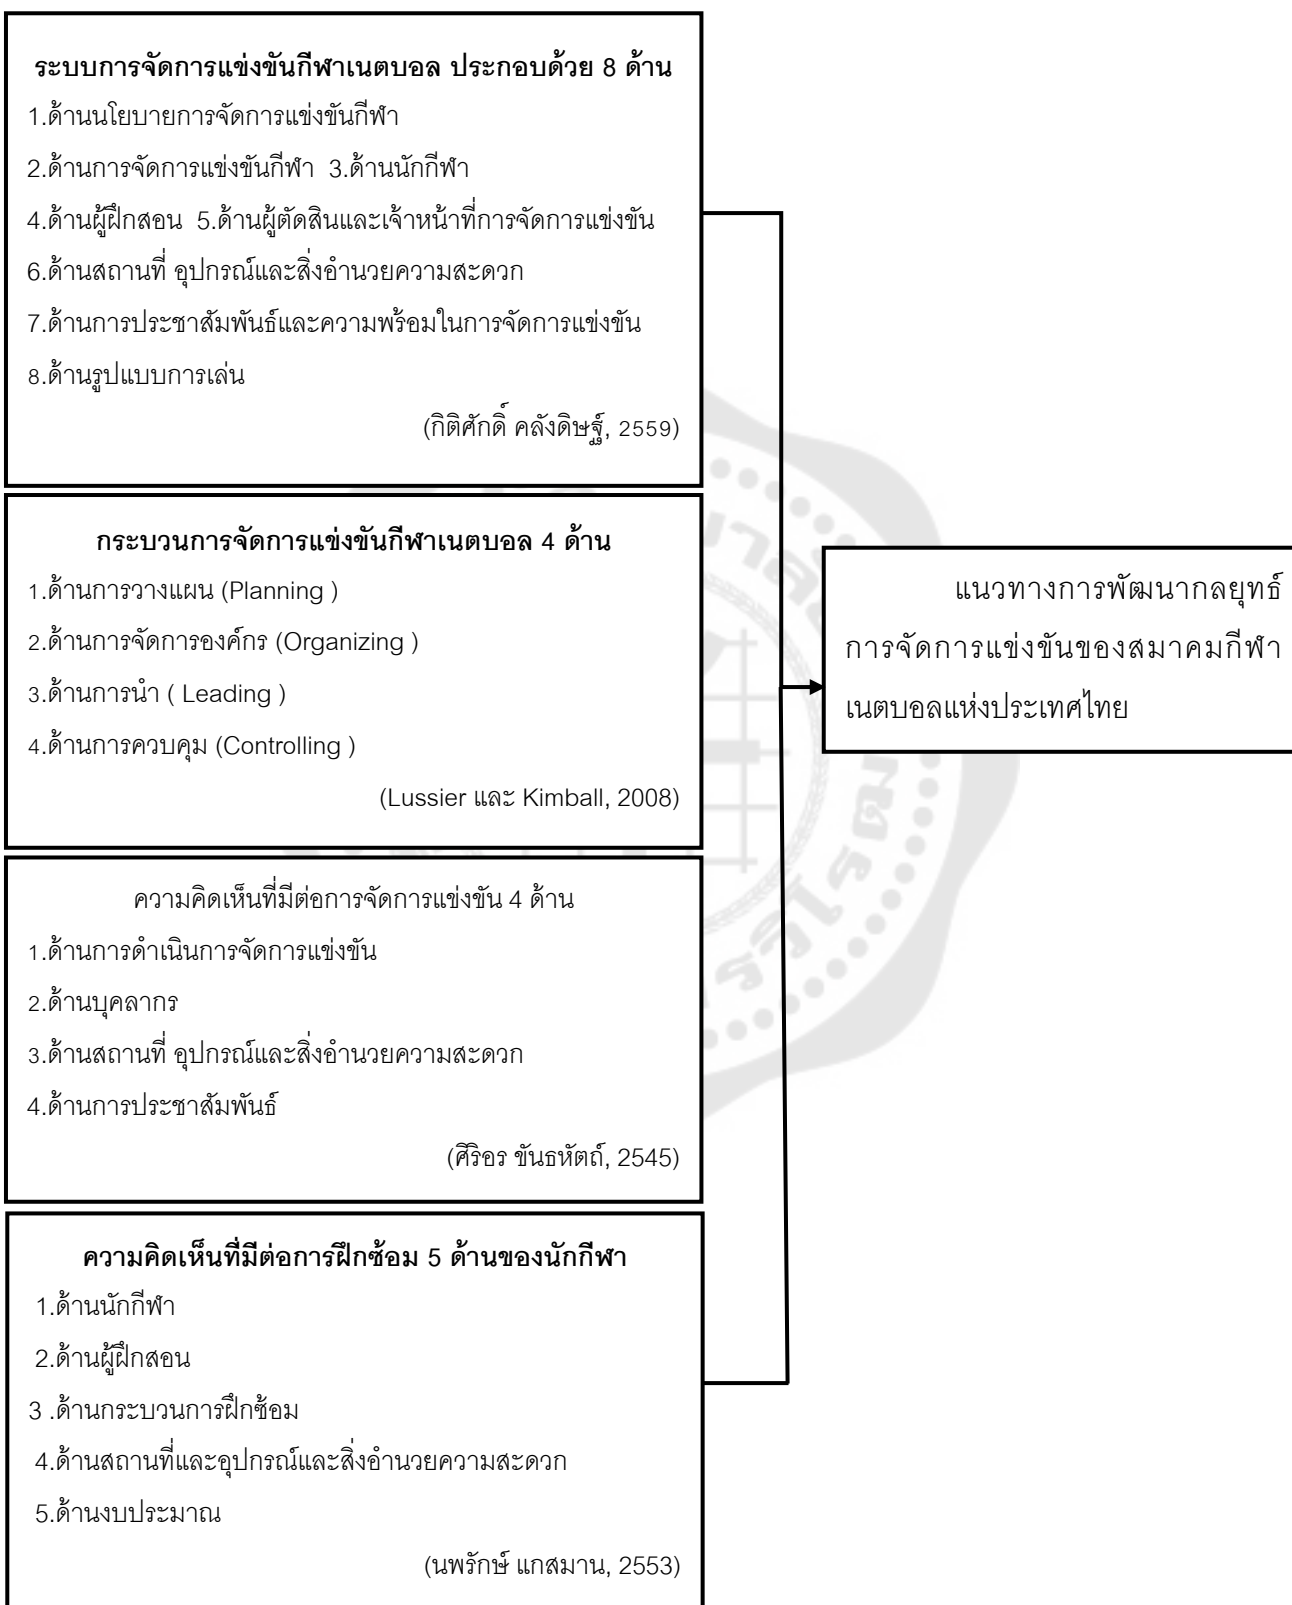 ระบบการจัดการแข่งขันกีฬาเนตบอล ประกอบด้วย 8 ด้าน
1.ด้านนโยบายการจัดการแข่งขันกีฬา
2.ด้านการจัดการแข่งขันกีฬา 3.ด้านนักกีฬา
4.ด้านผู้ฝึกสอน 5.ด้านผู้ตัดสินและเจ้าหน้าที่การจัดการแข่งขัน
6.ด้านสถานที่ อุปกรณ์และสิ่งอำนวยความสะดวก
7.ด้านการประชาสัมพันธ์และความพร้อมในการจัดการแข่งขัน
8.ด้านรูปแบบการเล่น
(กิติศักดิ์ คลังดิษฐ์, 2559)
กระบวนการจัดการแข่งขันกีฬาเนตบอล 4 ด้าน
1.ด้านการวางแผน (Planning )
2.ด้านการจัดการองค์กร (Organizing )
3.ด้านการนำ ( Leading )
4.ด้านการควบคุม (Controlling )
(Lussier และ Kimball, 2008)
ความคิดเห็นที่มีต่อการจัดการแข่งขัน 4 ด้าน
1.ด้านการดำเนินการจัดการแข่งขัน
2.ด้านบุคลากร
3.ด้านสถานที่ อุปกรณ์และสิ่งอำนวยความสะดวก
4.ด้านการประชาสัมพันธ์
(ศิริอร ขันธหัตถ์, 2545)
ความคิดเห็นที่มีต่อการฝึกซ้อม 5 ด้านของนักกีฬา
1.ด้านนักกีฬา
2.ด้านผู้ฝึกสอน
3 .ด้านกระบวนการฝึกซ้อม
4.ด้านสถานที่และอุปกรณ์และสิ่งอำนวยความสะดวก
5.ด้านงบประมาณ
(นพรักษ์ แกสมาน, 2553)
แนวทางการพัฒนากลยุทธ์
การจัดการแข่งขันของสมาคมกีฬา
เนตบอลแห่งประเทศไทย